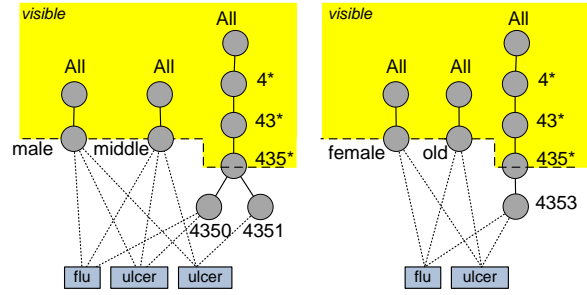 visible
All
All
All
4*
43*
male
middle
435*
4350
4351
flu
ulcer
ulcer
visible
All
All
All
4*
43*
female
old
435*
4353
flu
ulcer